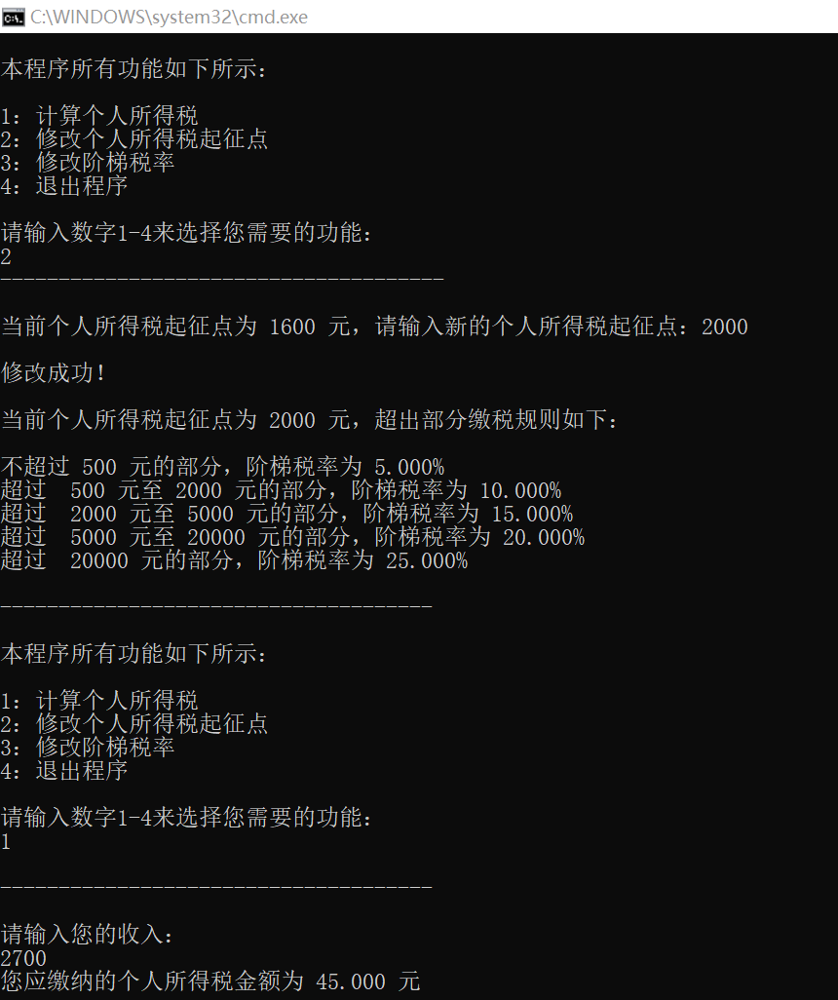 C:\WINDOWS\system32\cmd.exe
本程序所有功能如下所示：
1：计算个人所得税
2：修改个人所得税起征点
3：修改阶梯税率
4：退出程序
请输入数字1-4来选择您需要的功能：
2
--------------------------------------
当前个人所得税起征点为 1600 元，请输入新的个人所得税起征点：2000
修改成功！
当前个人所得税起征点为 2000 元，超出部分缴税规则如下：
不超过 500 元的部分，阶梯税率为 5.000%
超过  500 元至 2000 元的部分，阶梯税率为 10.000%
超过  2000 元至 5000 元的部分，阶梯税率为 15.000%
超过  5000 元至 20000 元的部分，阶梯税率为 20.000%
超过  20000 元的部分，阶梯税率为 25.000%
-------------------------------------
本程序所有功能如下所示：
1：计算个人所得税
2：修改个人所得税起征点
3：修改阶梯税率
4：退出程序
请输入数字1-4来选择您需要的功能：
1
-------------------------------------
请输入您的收入：
2700
您应缴纳的个人所得税金额为 45.000 元